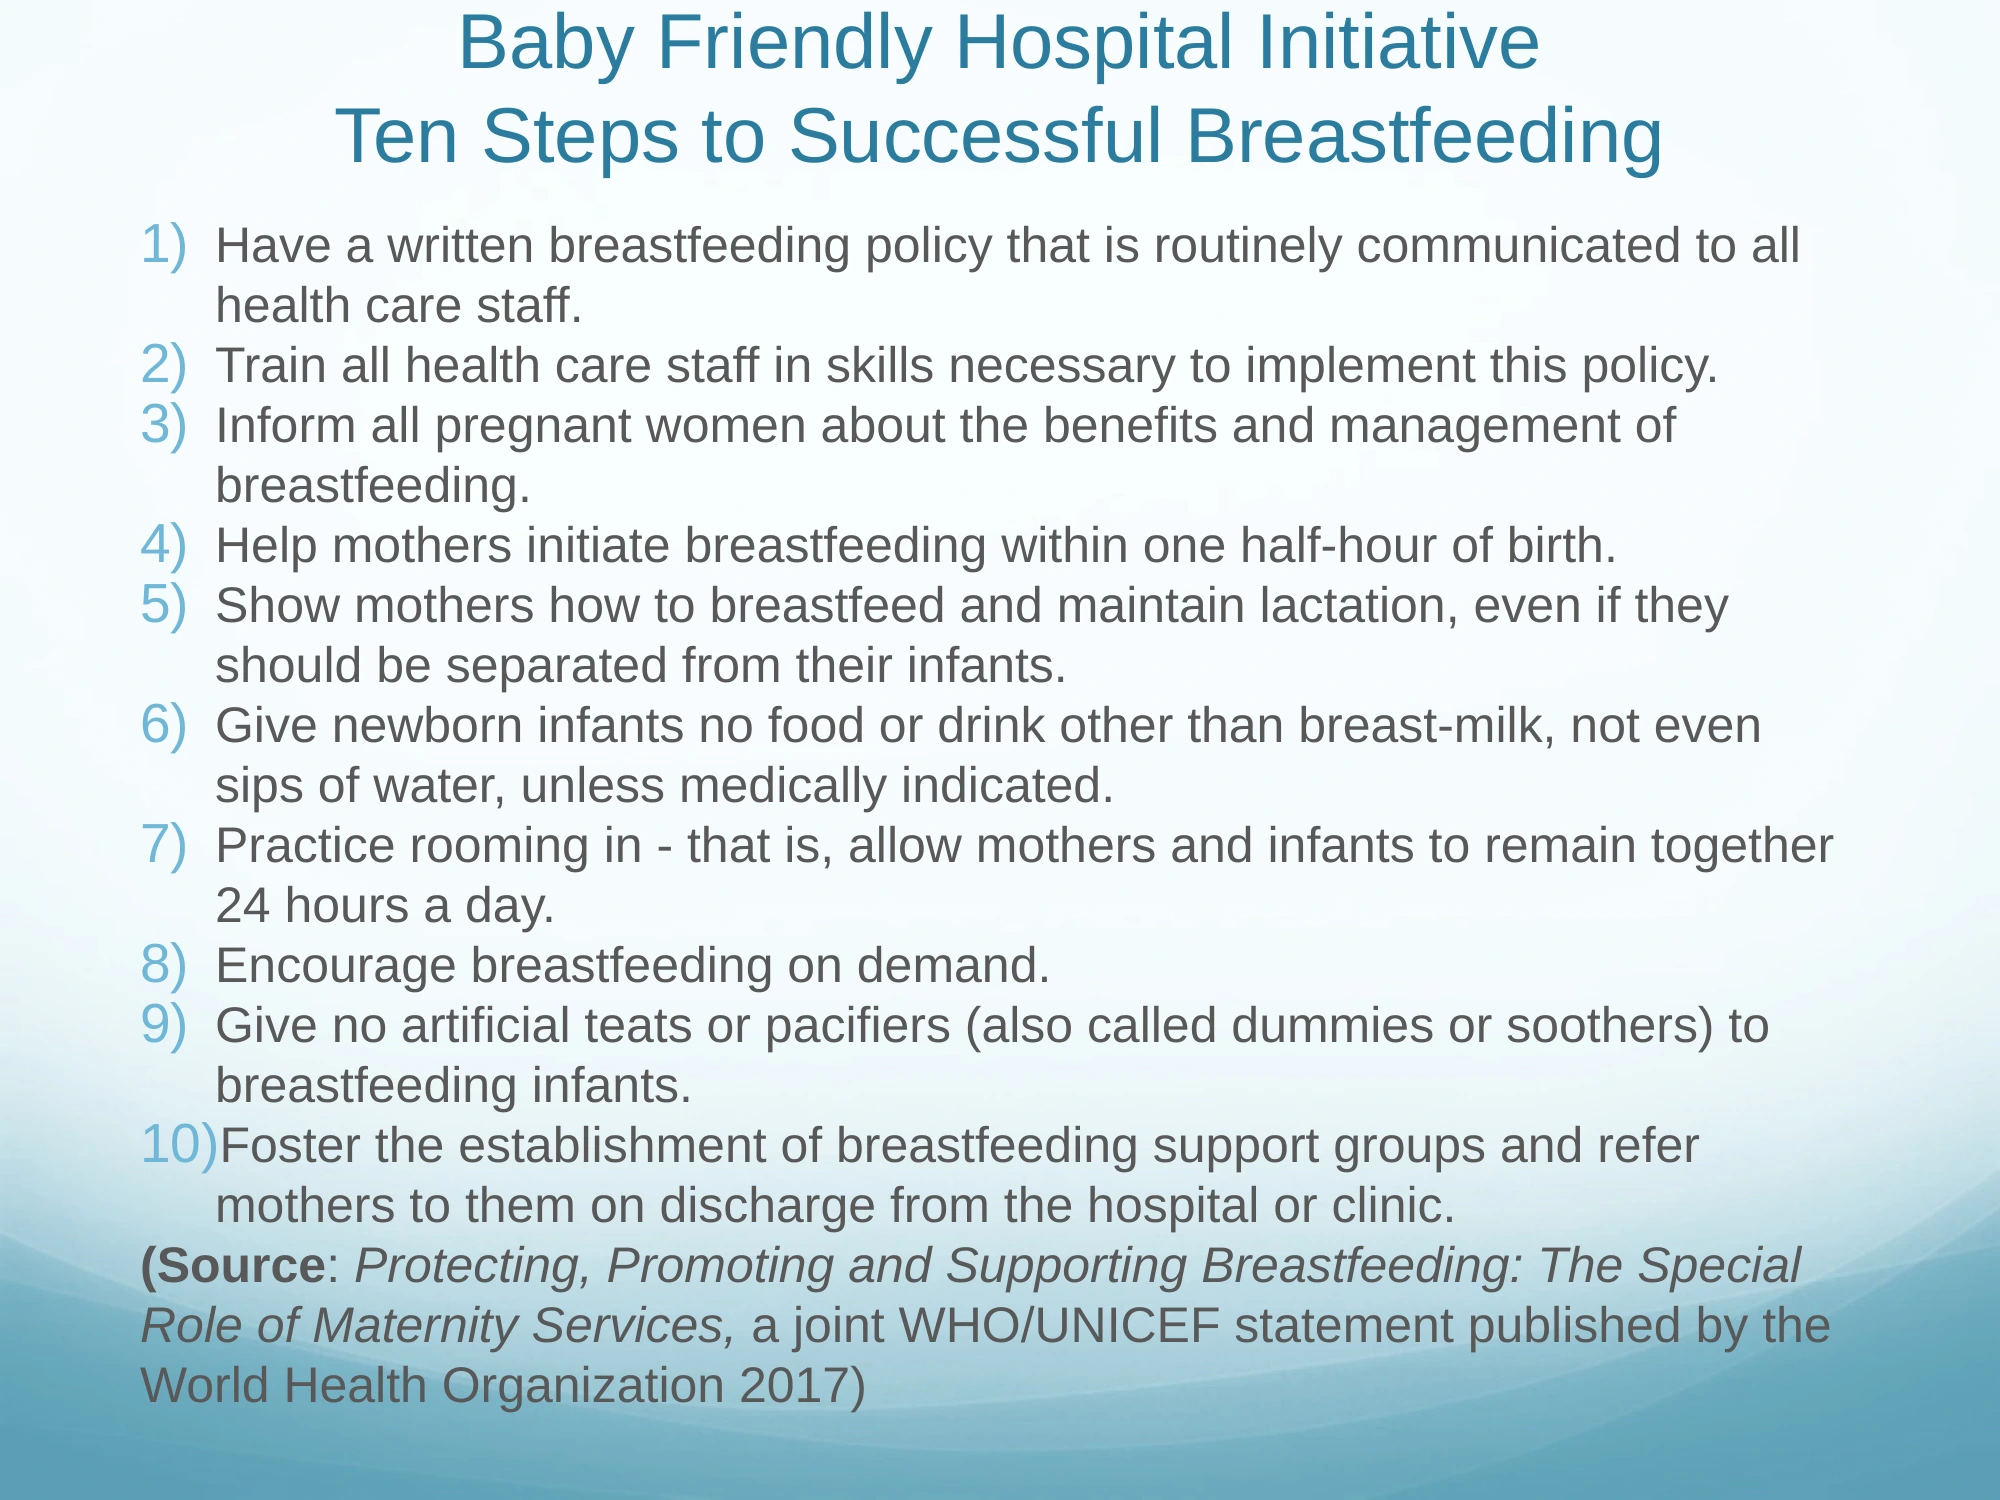 Baby Friendly Hospital Initiative
Ten Steps to Successful Breastfeeding
1) Have a written breastfeeding policy that is routinely communicated to all
health care staff.
2) Train all health care staff in skills necessary to implement this policy.
3) Inform all pregnant women about the benefits and management of
breastfeeding.
4) Help mothers initiate breastfeeding within one half-hour of birth.
5) Show mothers how to breastfeed and maintain lactation, even if they
should be separated from their infants.
6) Give newborn infants no food or drink other than breast-milk, not even
sips of water, unless medically indicated.
7) Practice rooming in - that is, allow mothers and infants to remain together
24 hours a day.
8) Encourage breastfeeding on demand.
9) Give no artificial teats or pacifiers (also called dummies or soothers) to
breastfeeding infants.
10)Foster the establishment of breastfeeding support groups and refer
mothers to them on discharge from the hospital or clinic.
(Source: Protecting, Promoting and Supporting Breastfeeding: The Special
Role of Maternity Services, a joint WHO/UNICEF statement published by the
World Health Organization 2017)